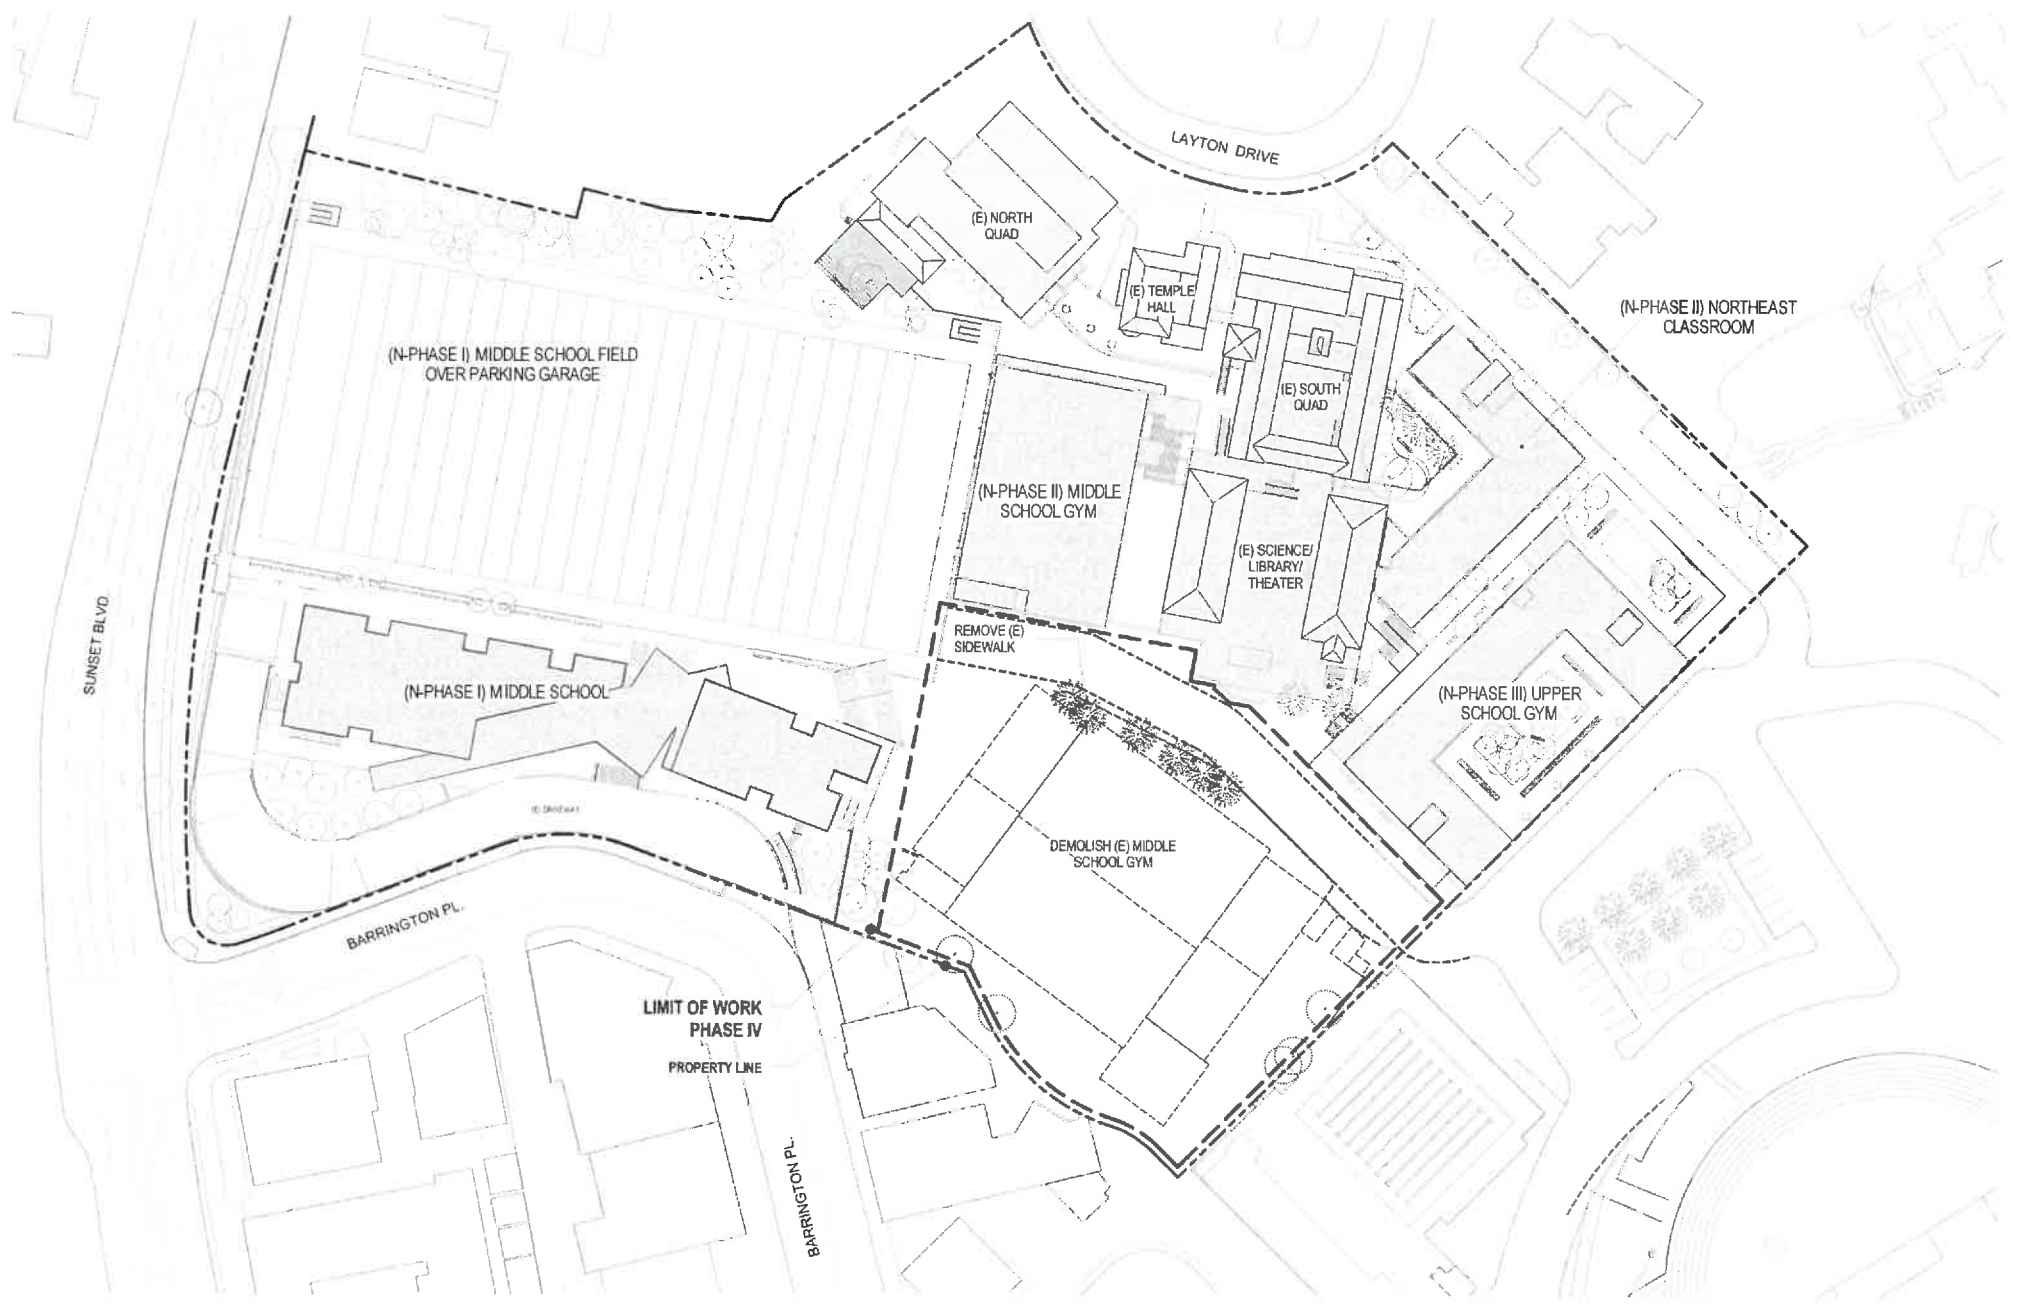 LAYTON DRIVE
(E) NORTH
QUAD
(E) TEMPLE
HALL
(N-PHASE II) NORTHEAST
CLASSROOM
(N-PHASE I) MIDDLE SCHOOL FIELD
OVER PARKING GARAGE
(E) SOUTH
QUAD
(N-PHASE II) MIDDLE
SCHOOL GYM
(E) SCIENCE/
LIBRARY/
THEATER
SUNSET BLVD.
REMOVE (E)
SIDEWALK
(N-PHASE I) MIDDLE SCHOOL
(N-PHASE III) UPPER
SCHOOL GYM
(E) DRIVEWAY
DEMOLISH (E) MIDDLE
SCHOOL GYM
BARRINGTON PL.
LIMIT OF WORK
PHASE IV
PROPERTY LINE
BARRINGTON PL.